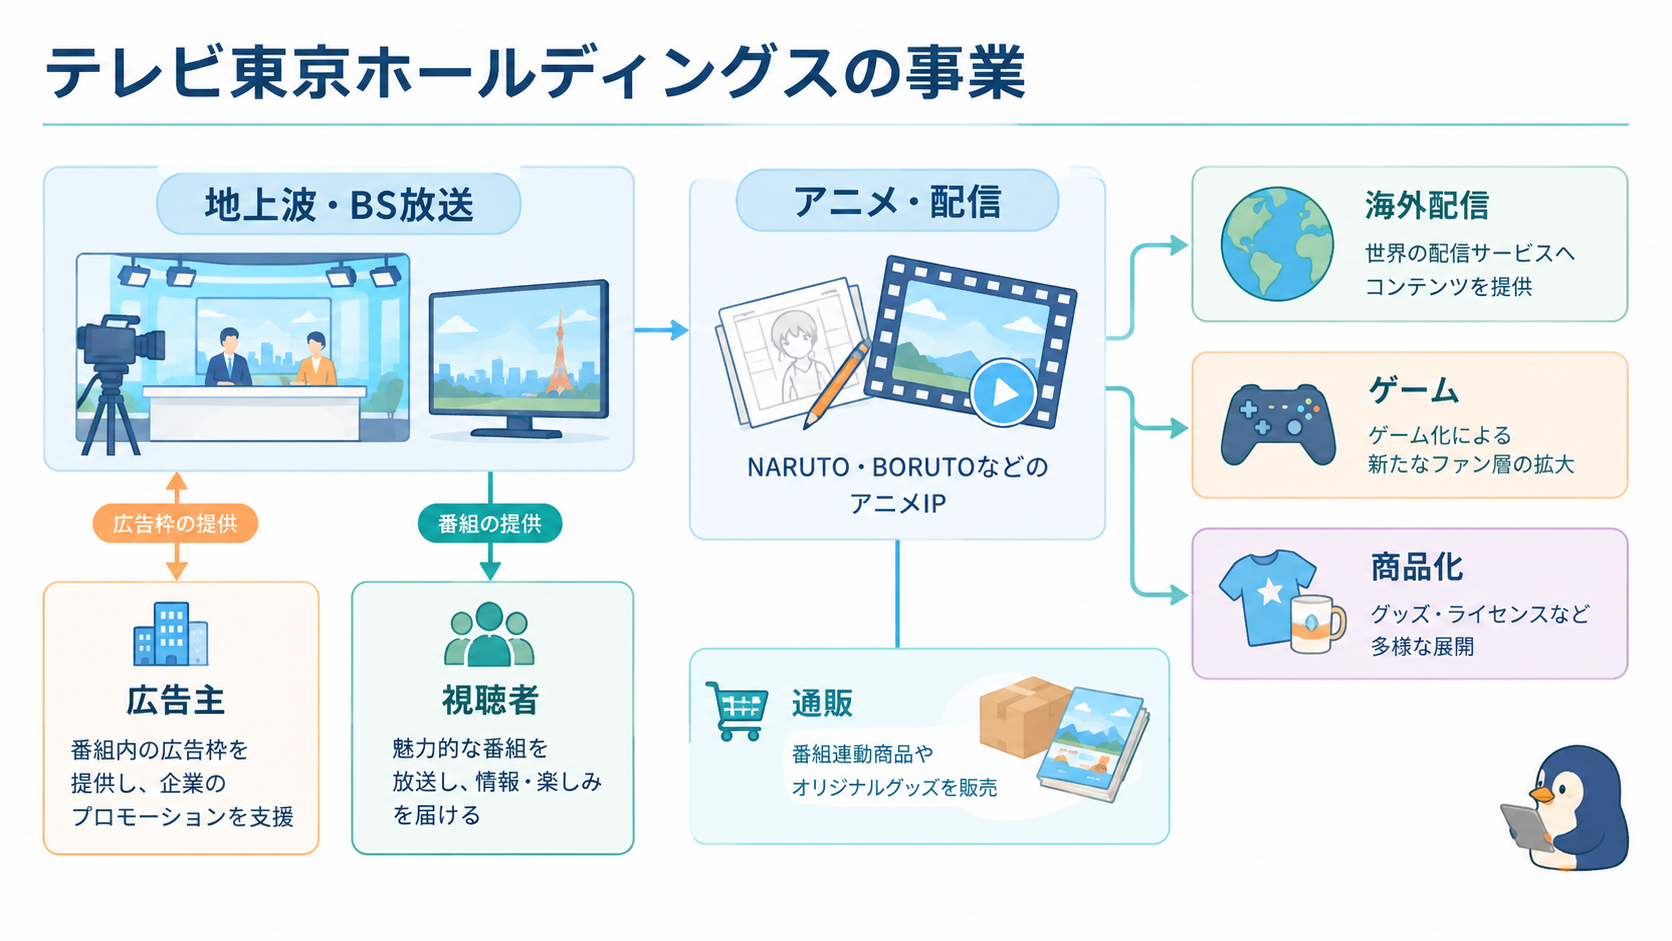 テレビ東京ホールディングスの事業
地上波・BS放送
広告枠の提供
番組の提供
広告主
番組内の広告枠を
提供し、企業の
プロモーションを支援
視聴者
魅力的な番組を
放送し、情報・楽しみ
を届ける
アニメ・配信
NARUTO・BORUTOなどの
アニメIP
通販
番組連動商品や
オリジナルグッズを販売
海外配信
世界の配信サービスへ
コンテンツを提供
ゲーム
ゲーム化による
新たなファン層の拡大
商品化
グッズ・ライセンスなど
多様な展開